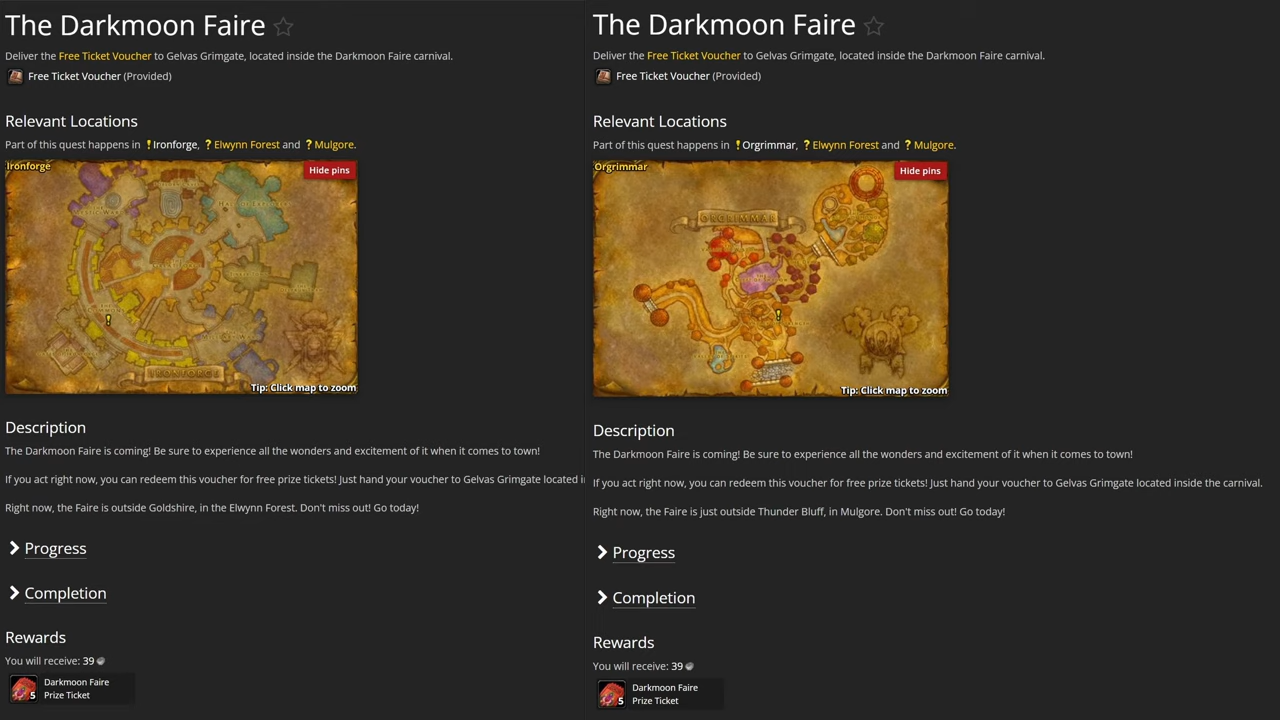 The Darkmoon Faire
Deliver the Free Ticket Voucher to Gelvas Grimgate, located inside the Darkmoon Faire carnival.
Free Ticket Voucher (Provided)
Relevant Locations
Part of this quest happens in Ironforge, Elwynn Forest and Mulgore.
Ironforge
Hide pins
IRONFORGE
Tip: Click map to zoom
Description
The Darkmoon Faire is coming! Be sure to experience all the wonders and excitement of it when it comes to town!
If you act right now, you can redeem this voucher for free prize tickets! Just hand your voucher to Gelvas Grimgate located i
Right now, the Faire is outside Goldshire, in the Elwynn Forest. Don't miss out! Go today!
Progress
Completion
Rewards
You will receive: 39
5
Darkmoon Faire
Prize Ticket
The Darkmoon Faire
Deliver the Free Ticket Voucher to Gelvas Grimgate, located inside the Darkmoon Faire carnival.
Free Ticket Voucher (Provided)
Relevant Locations
Part of this quest happens in Orgrimmar, Elwynn Forest and Mulgore.
Orgrimmar
Hide pins
ORGRIMMAR
Tip: Click map to zoom
Description
The Darkmoon Faire is coming! Be sure to experience all the wonders and excitement of it when it comes to town!
If you act right now, you can redeem this voucher for free prize tickets! Just hand your voucher to Gelvas Grimgate located inside the carnival.
Right now, the Faire is just outside Thunder Bluff, in Mulgore. Don't miss out! Go today!
Progress
Completion
Rewards
You will receive: 39
5
Darkmoon Faire
Prize Ticket